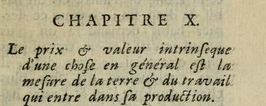 CHAPITRE X.
Le prix & valeur intrinseque
d'une chose en général est la
mesure de la terre & du travail
qui entre dans sa production.